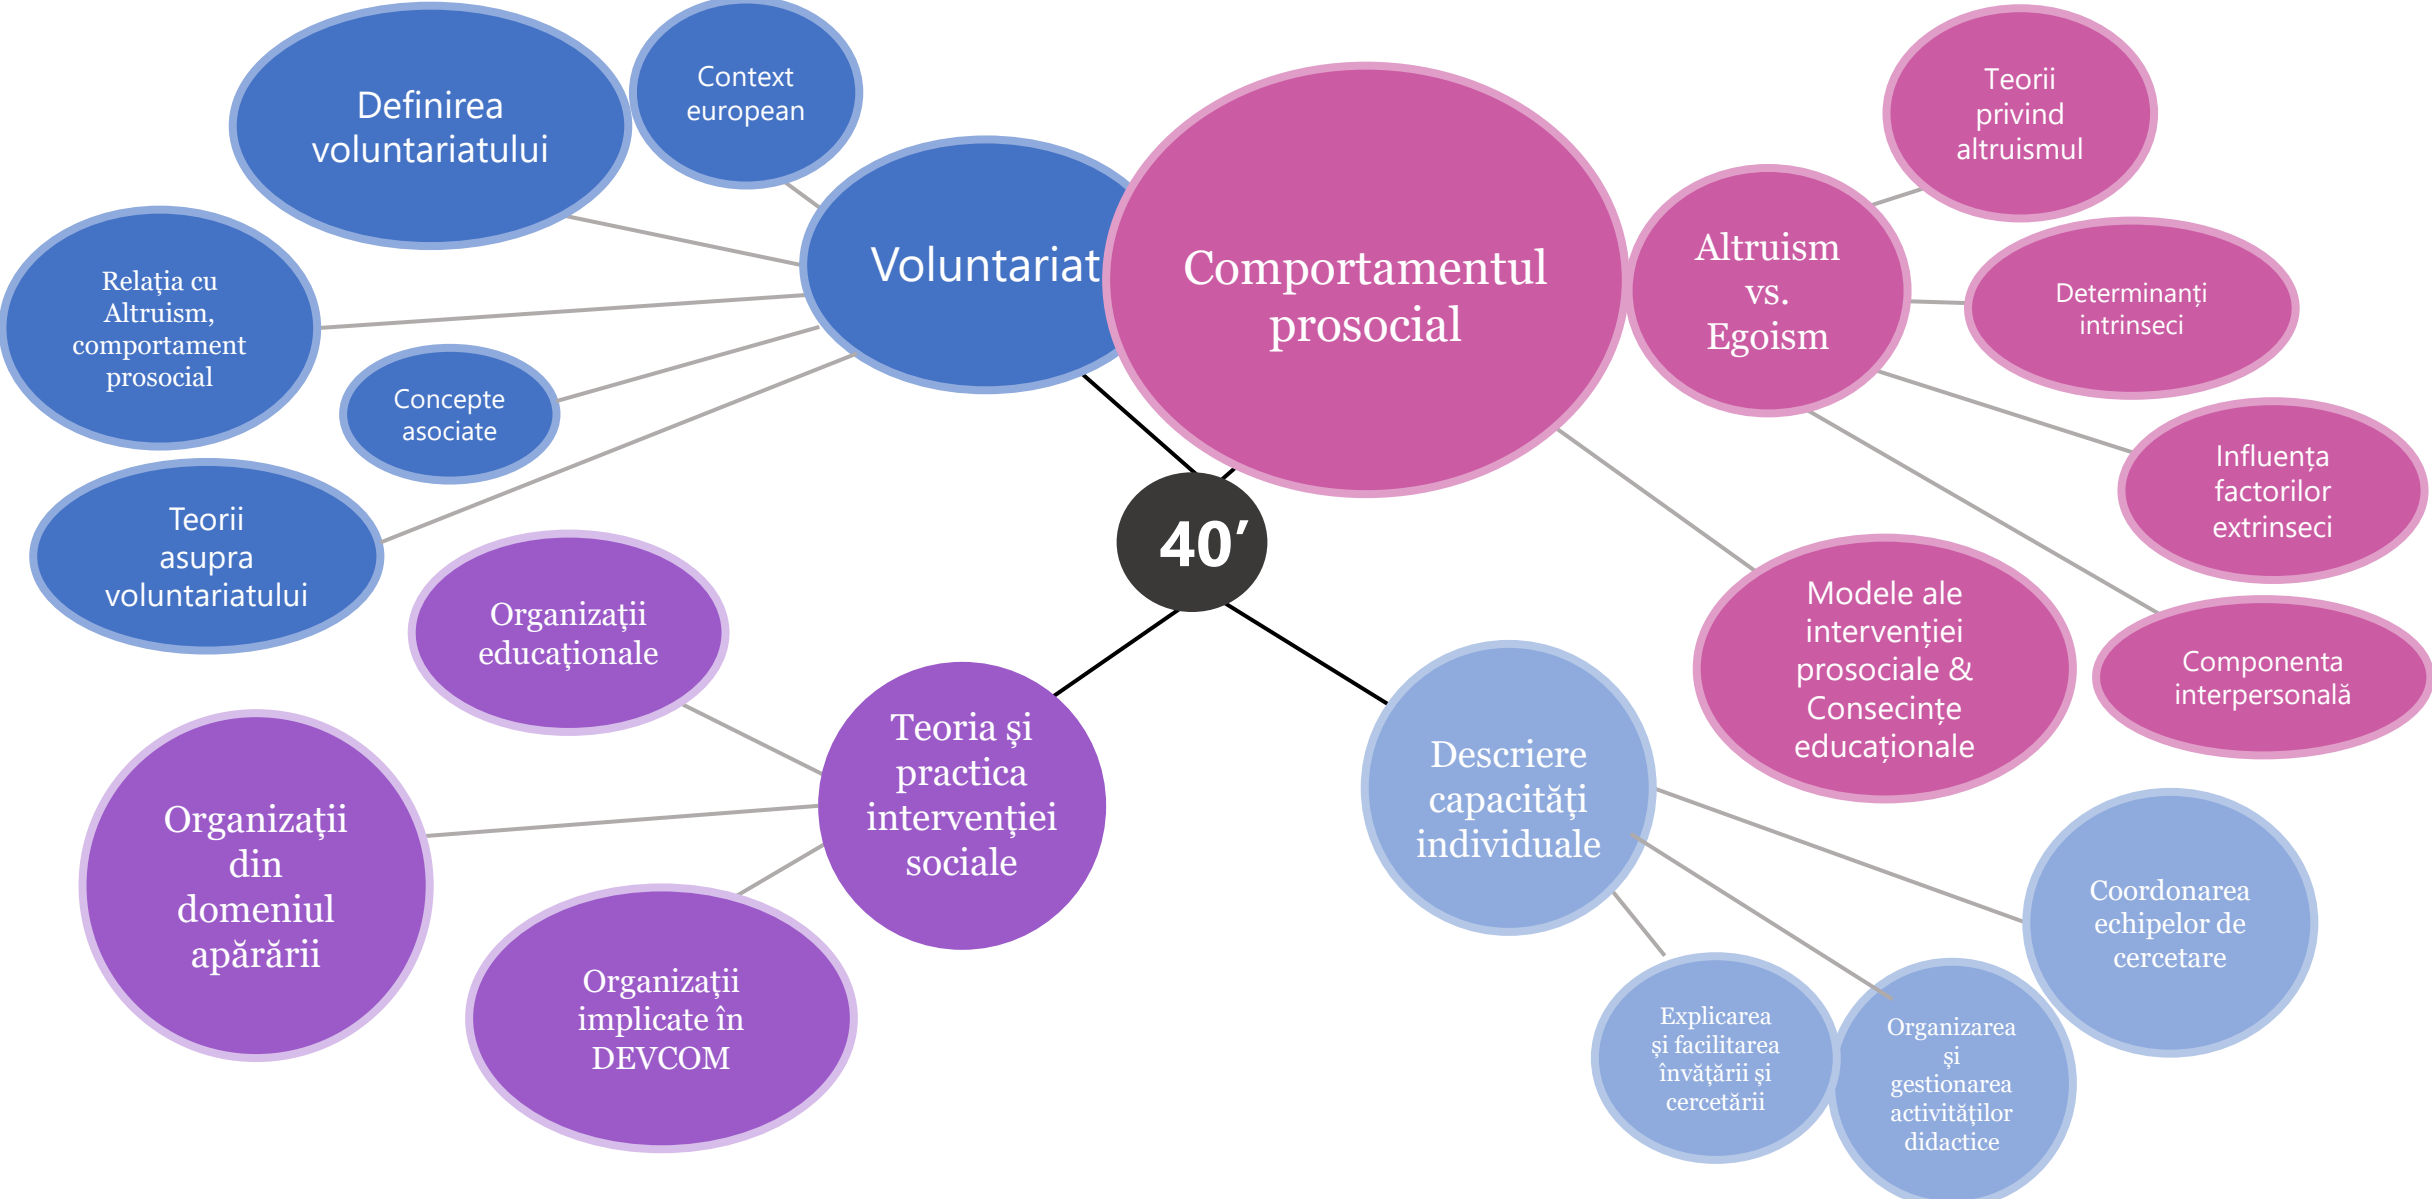 Definirea
voluntariatului
Context
european
Voluntariat
Relația cu
Altruism,
comportament
prosocial
Concepte
asociate
Teorii
asupra
voluntariatului
Comportamentul
prosocial
Altruism
vs.
Egoism
Teorii
privind
altruismul
Determinanți
intrinseci
Influența
factorilor
extrinseci
Componenta
interpersonală
Modele ale
intervenției
prosociale &
Consecințe
educaționale
40′
Organizații
educaționale
Teoria și
practica
intervenției
sociale
Organizații
din
domeniul
apărării
Organizații
implicate în
DEVCOM
Descriere
capacități
individuale
Coordonarea
echipelor de
cercetare
Explicarea
și facilitarea
învățării și
cercetării
Organizarea
și
gestionarea
activităților
didactice